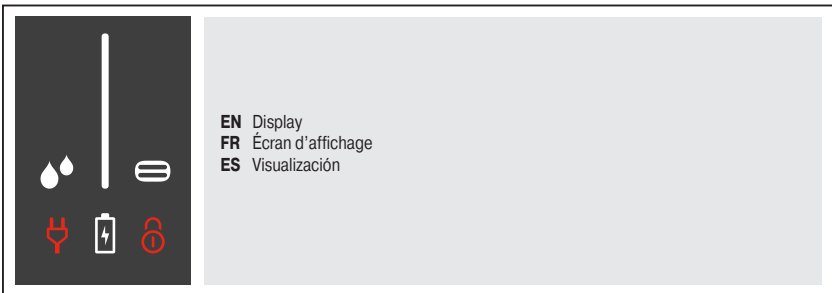 EN Display
FR Écran d’affichage
ES Visualización